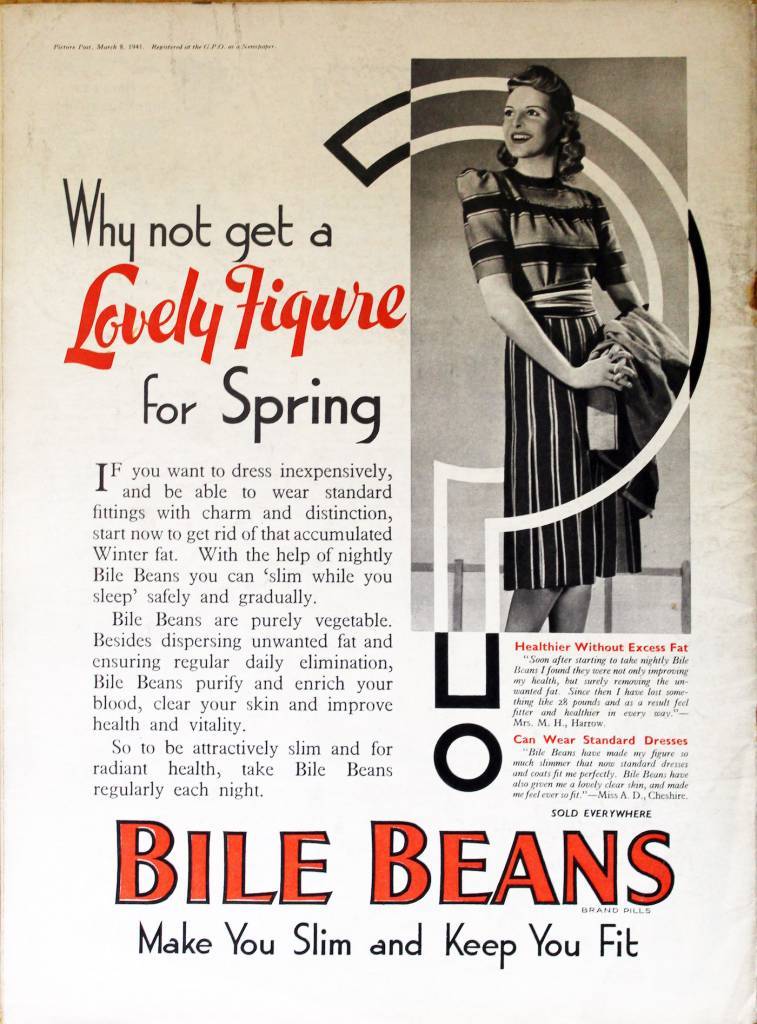 Picture Post, March 8, 1941. Registered at the G.P.O. as a Newspaper.
Why not get a
Lovely Figure
for Spring
IF you want to dress inexpensively,
and be able to wear standard
fittings with charm and distinction,
start now to get rid of that accumulated
Winter fat. With the help of nightly
Bile Beans you can ‘slim while you
sleep’ safely and gradually.
Bile Beans are purely vegetable.
Besides dispersing unwanted fat and
ensuring regular daily elimination,
Bile Beans purify and enrich your
blood, clear your skin and improve
health and vitality.
So to be attractively slim and for
radiant health, take Bile Beans
regularly each night.
Healthier Without Excess Fat
"Soon after starting to take nightly Bile
Beans I found they were not only improving
my health, but surely removing the un-
wanted fat. Since then I have lost some-
thing like 28 pounds and as a result feel
fitter and healthier in every way."—
Mrs. M. H., Harrow.
Can Wear Standard Dresses
"Bile Beans have made my figure so
much slimmer that now standard dresses
and coats fit me perfectly. Bile Beans have
also given me a lovely clear skin, and made
me feel ever so fit."—Miss A. D., Cheshire.
SOLD EVERYWHERE
BILE BEANS
BRAND PILLS
Make You Slim and Keep You Fit